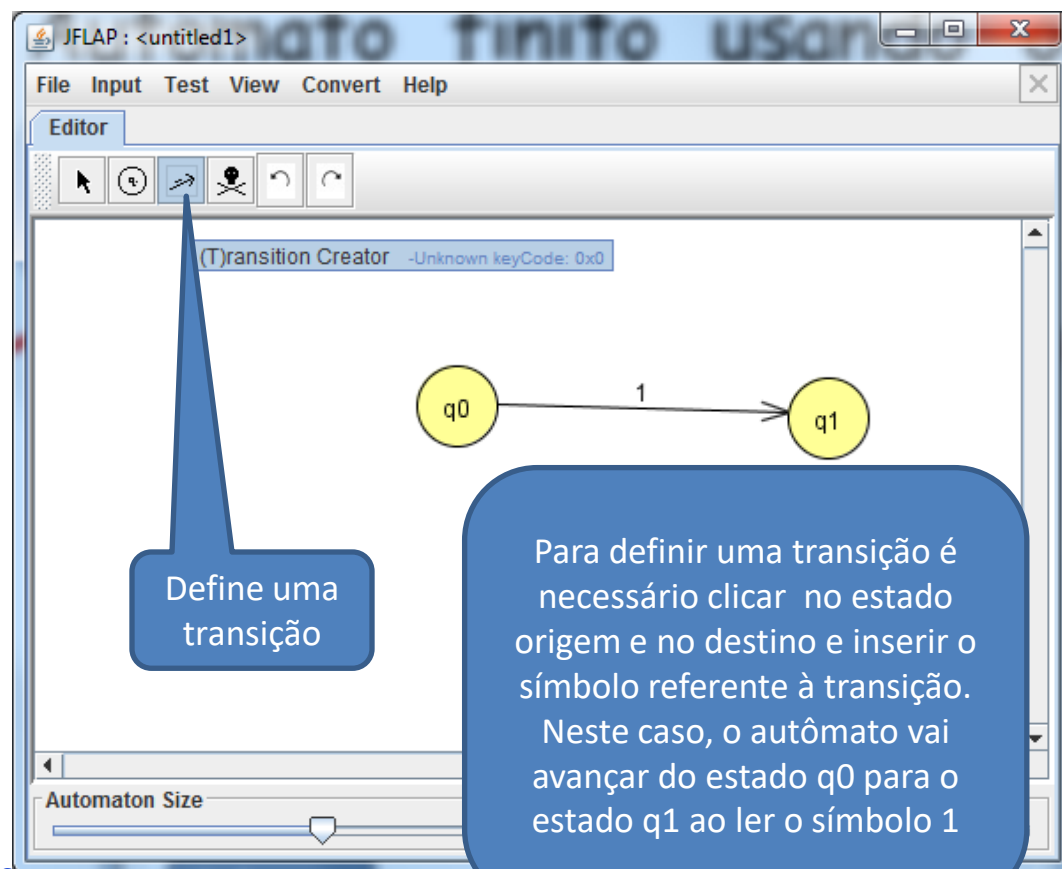 JFLAP : <untitled1>
File Input Test View Convert Help
Editor
(T)ransition Creator -Unknown keyCode: 0x0
q0
1
q1
Define uma
transição
Para definir uma transição é
necessário clicar no estado
origem e no destino e inserir o
símbolo referente à transição.
Neste caso, o autômato vai
avançar do estado q0 para o
estado q1 ao ler o símbolo 1
Automaton Size